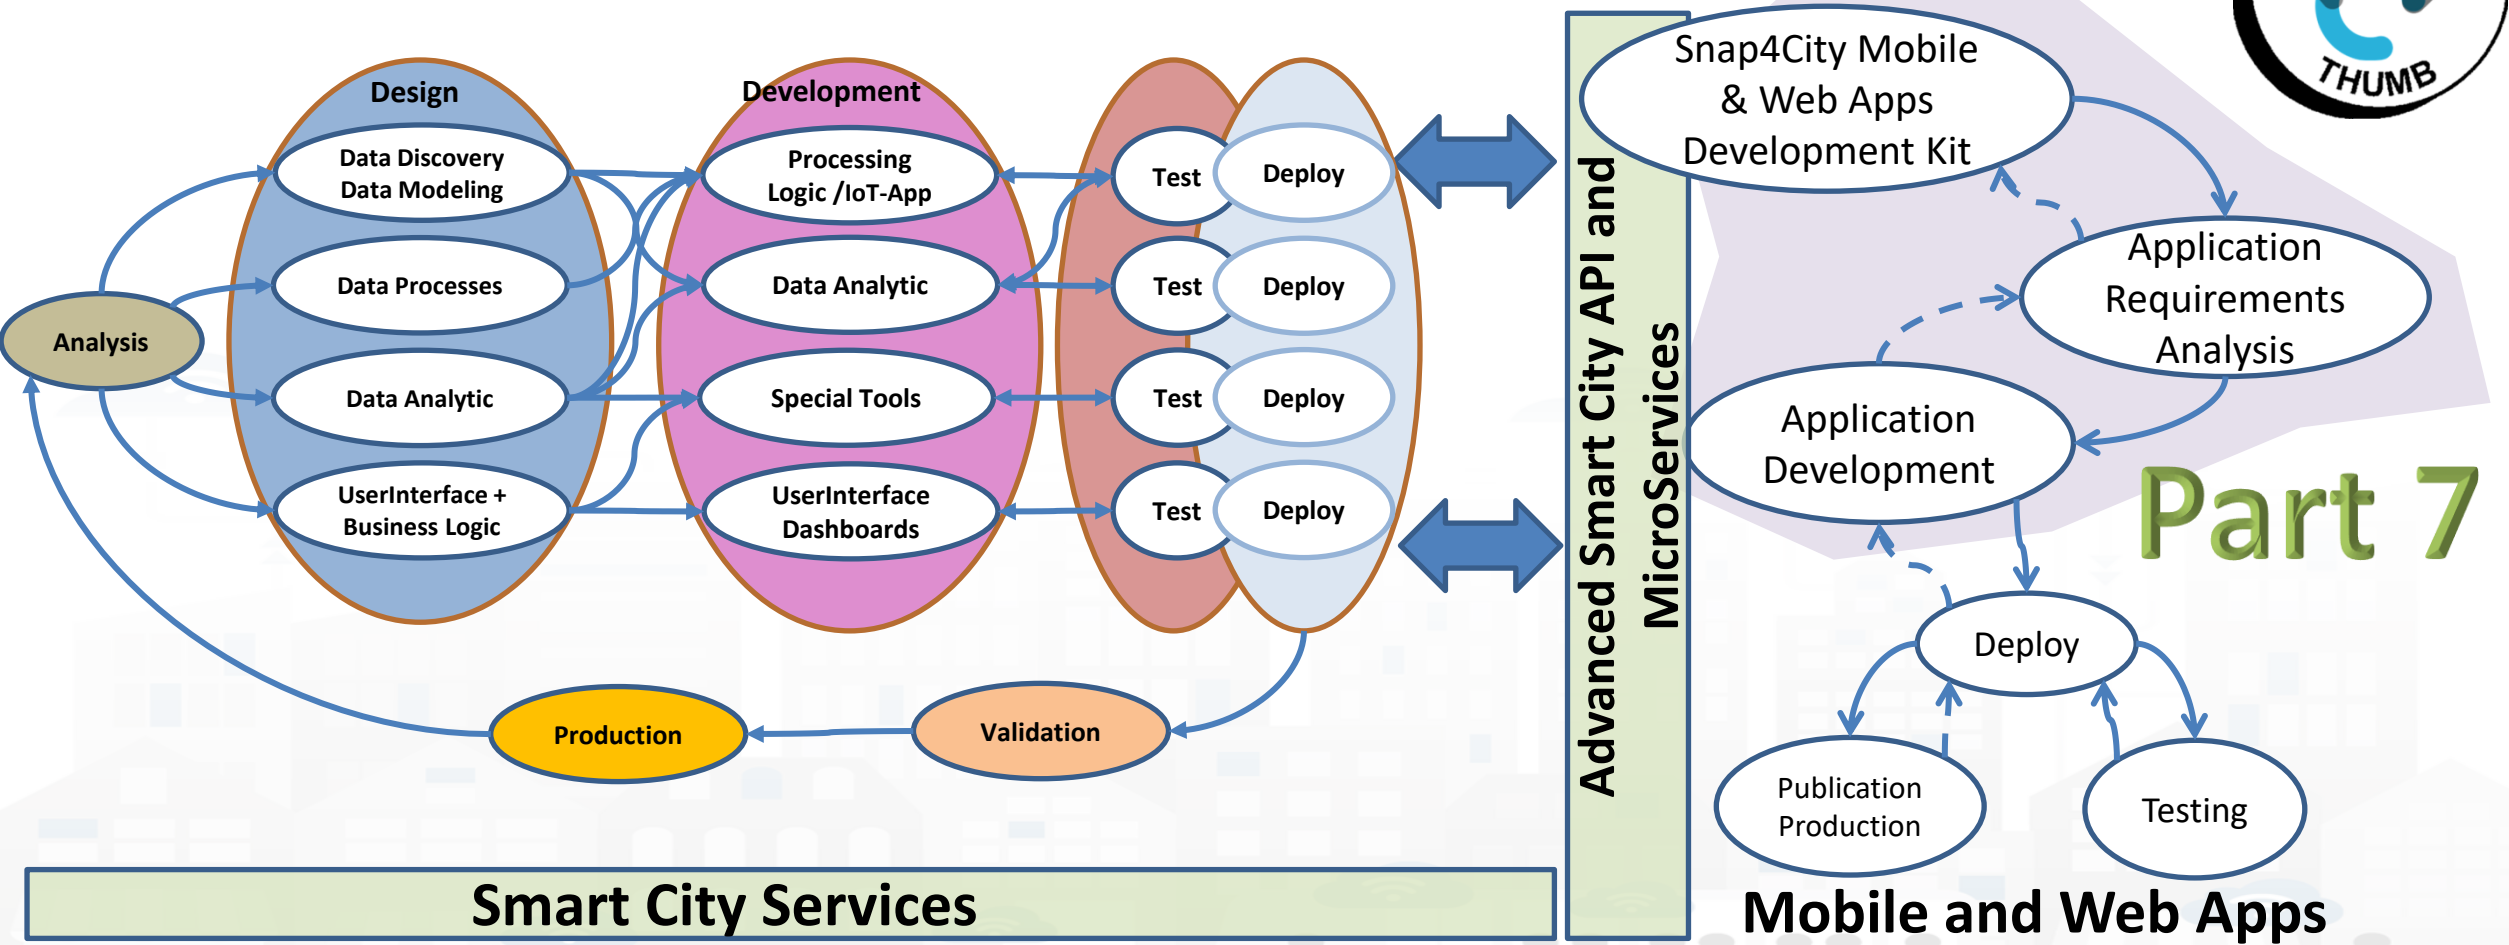 Design
Development
Data Discovery
Data Modeling
Data Processes
Data Analytic
UserInterface +
Business Logic
Analysis
Processing
Logic /IoT-App
Data Analytic
Special Tools
UserInterface
Dashboards
Test
Deploy
Test
Deploy
Test
Deploy
Test
Deploy
Production
Validation
Smart City Services
Advanced Smart City API and
MicroServices
Snap4City Mobile
& Web Apps
Development Kit
Application
Requirements
Analysis
Application
Development
Deploy
Publication
Production
Testing
Mobile and Web Apps
Part 7
THUMB